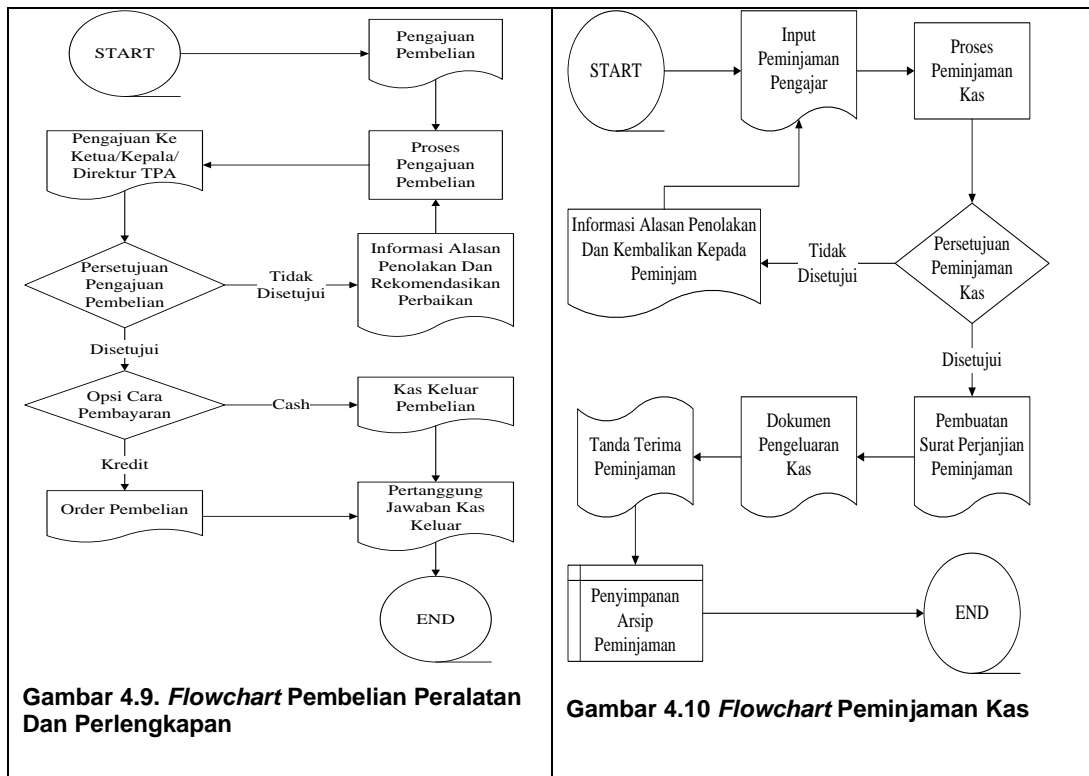 START
Pengajuan
Pembelian
Pengajuan Ke
Ketua/Kepala/
Direktur TPA
Proses
Pengajuan
Pembelian
Persetujuan
Pengajuan
Pembelian
Tidak
Disetujui
Informasi Alasan
Penolakan Dan
Rekomendasikan
Perbaikan
Disetujui
Opsi Cara
Pembayaran
Cash
Kas Keluar
Pembelian
Kredit
Order Pembelian
Pertanggung
Jawaban Kas
Keluar
END
Gambar 4.9. Flowchart Pembelian Peralatan
Dan Perlengkapan
START
Input
Peminjaman
Pengajar
Proses
Peminjaman
Kas
Informasi Alasan Penolakan
Dan Kembalikan Kepada
Peminjam
Tidak
Disetujui
Persetujuan
Peminjaman
Kas
Disetujui
Tanda Terima
Peminjaman
Dokumen
Pengeluaran
Kas
Pembuatan
Surat Perjanjian
Peminjaman
Penyimpanan
Arsip
Peminjaman
END
Gambar 4.10 Flowchart Peminjaman Kas